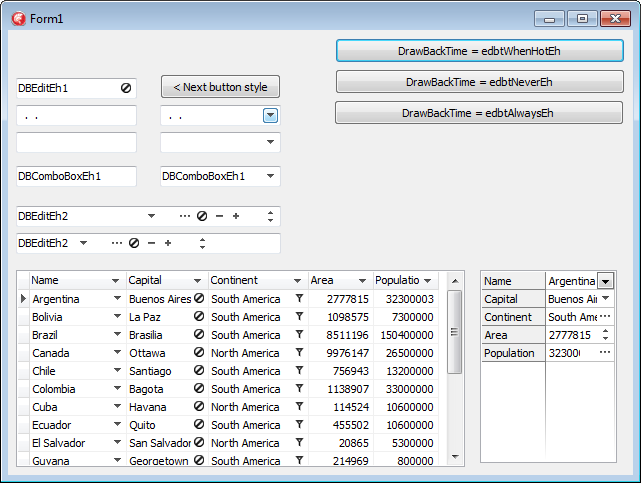 Form1
DrawBackTime = edbtWhenHotEh
DBEditEh1 < Next button style DrawBackTime = edbtNeverEh
. . . . DrawBackTime = edbtAlwaysEh
DBComboBoxEh1 DBComboBoxEh1
DBEditEh2
DBEditEh2
Name Capital Continent Area Populatio
Argentina Buenos Aires South America 2777815 32300003
Bolivia La Paz South America 1098575 7300000
Brazil Brasilia South America 8511196 150400000
Canada Ottawa North America 9976147 26500000
Chile Santiago South America 756943 13200000
Colombia Bagota South America 1138907 33000000
Cuba Havana North America 114524 10600000
Ecuador Quito South America 455502 10600000
El Salvador San Salvador North America 20865 5300000
Guyana Georgetown South America 214969 800000
Name Argentina
Capital Buenos Air
Continent South Ame
Area 2777815
Population 32300